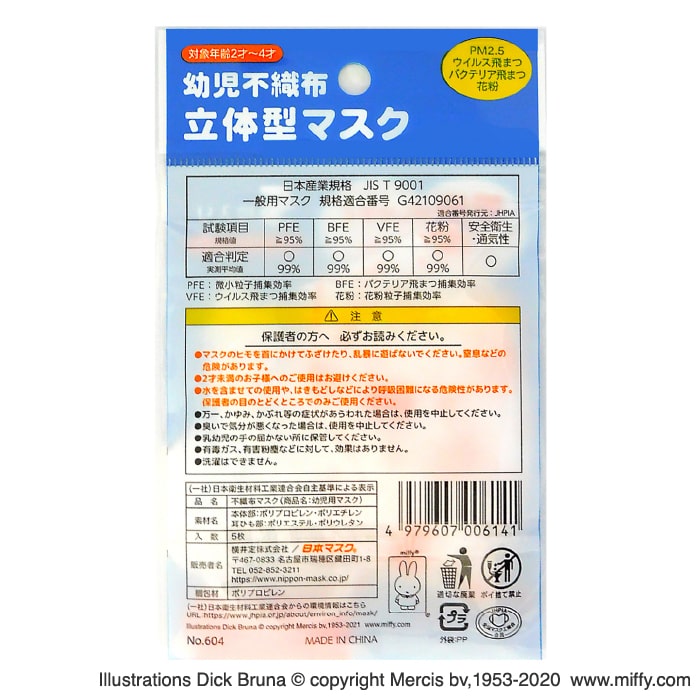 対象年齢2才〜4才
幼児不織布
立体型マスク
PM2.5
ウイルス飛まつ
バクテリア飛まつ
花粉
日本産業規格 JIS T 9001
一般用マスク 規格適合番号 G42109061
適合番号発行元：JHPIA
試験項目 PFE BFE VFE 花粉 安全衛生
規格値 ≧95% ≧95% ≧95% ≧95% ・通気性
適合判定 ○ ○ ○ ○ ○
実測平均値 99% 99% 99% 99%
PFE：微小粒子捕集効率 BFE：バクテリア飛まつ捕集効率
VFE：ウイルス飛まつ捕集効率 花粉：花粉粒子捕集効率
⚠ 注意
保護者の方へ 必ずお読みください。
●マスクのヒモを首にかけてふざけたり、乱暴に遊ばないでください。窒息などの
危険があります。
●2才未満のお子様へのご使用はお避けください。
●水を含ませての使用や、はきもどしなどにより呼吸困難になる危険性があります。
保護者の目のとどくところでのみご使用ください。
●万一、かゆみ、かぶれ等の症状があらわれた場合は、使用を中止してください。
●臭いで気分が悪くなった場合は、使用を中止してください。
●乳幼児の手の届かない所に保管してください。
●有毒ガス、有害粉塵などに対して、効果はありません。
●洗濯はできません。
(一社)日本衛生材料工業連合会自主基準による表示
品名 不織布マスク(商品名：幼児用マスク)
素材名 本体部：ポリプロピレン・ポリエチレン
耳ひも部：ポリエステル・ポリウレタン
入数 5枚
販売者名 横井定株式会社/日本マスク®
〒467-0833 名古屋市瑞穂区鍵田町1-8
TEL 052-852-3211
https://www.nippon-mask.co.jp/
個包材 ポリプロピレン
(一社)日本衛生材料工業連合会からの環境情報はこちら
URL:https://www.jhpia.or.jp/about/environ_info/mask/
Illustrations Dick Bruna © copyright Mercis bv,1953-2021 www.miffy.com
No.604 MADE IN CHINA
4 979607 006141
miffy®
適切な廃棄
ポイ捨て禁止
プラ
外袋:PP
JHPIA
全国マスク工業会
会員
Illustrations Dick Bruna © copyright Mercis bv,1953-2020 www.miffy.com